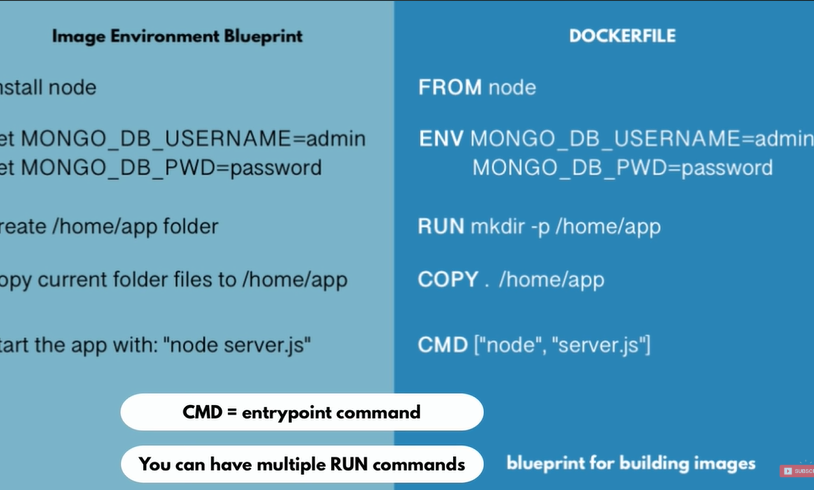 Image Environment Blueprint
nstall node
et MONGO_DB_USERNAME=admin
et MONGO_DB_PWD=password
reate /home/app folder
opy current folder files to /home/app
tart the app with: "node server.js"
DOCKERFILE
FROM node
ENV MONGO_DB_USERNAME=admin
MONGO_DB_PWD=password
RUN mkdir -p /home/app
COPY . /home/app
CMD ["node", "server.js"]
CMD = entrypoint command
You can have multiple RUN commands
blueprint for building images
SUBSC